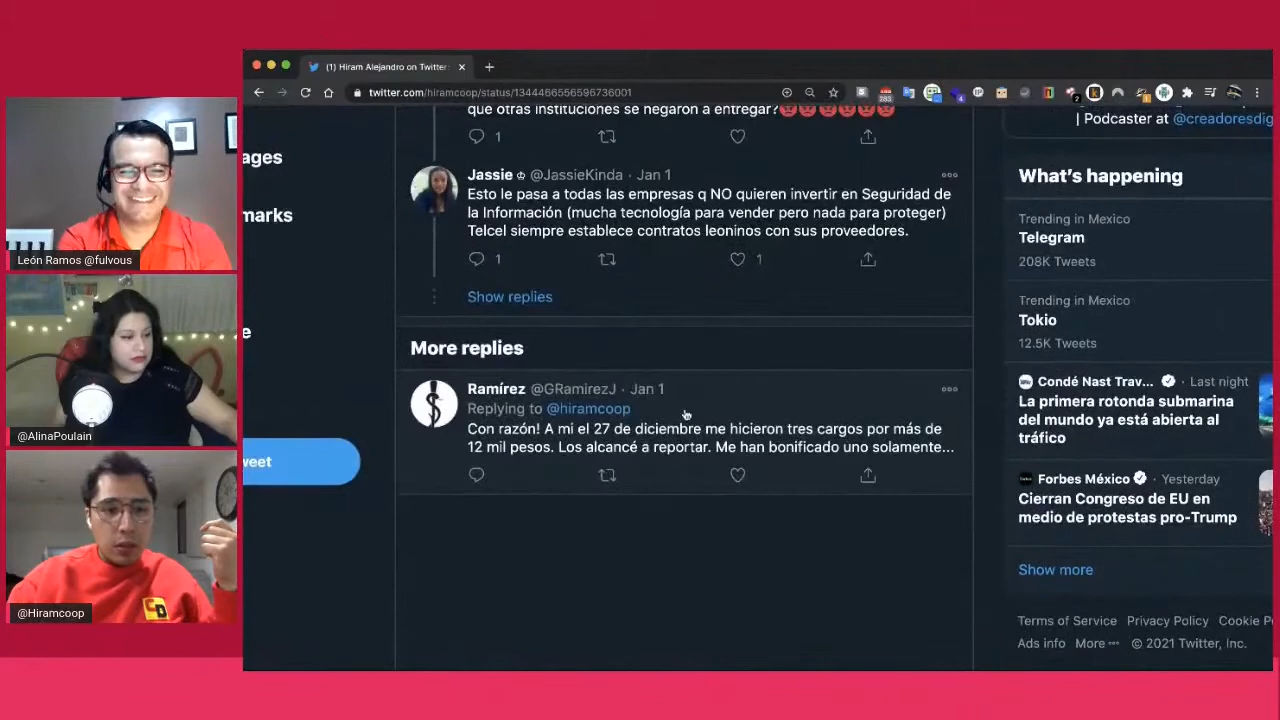 (1) Hiram Alejandro on Twitter:
twitter.com/hiramcoop/status/1344466556596736001
León Ramos @fulvous
@AlinaPoulain
@Hiramcoop
CD
ages
marks
e
weet
que otras instituciones se negaron a entregar?
1
Jassie @JassieKinda · Jan 1
Esto le pasa a todas las empresas q NO quieren invertir en Seguridad de
la Información (mucha tecnología para vender pero nada para proteger)
Telcel siempre establece contratos leoninos con sus proveedores.
1 1
Show replies
More replies
Ramírez @GRamirezJ · Jan 1
Replying to @hiramcoop
Con razón! A mi el 27 de diciembre me hicieron tres cargos por más de
12 mil pesos. Los alcancé a reportar. Me han bonificado uno solamente...
| Podcaster at @creadoresdig
What's happening
Trending in Mexico
Telegram
208K Tweets
Trending in Mexico
Tokio
12.5K Tweets
Condé Nast Trav... · Last night
La primera rotonda submarina
del mundo ya está abierta al
tráfico
Forbes México · Yesterday
Cierran Congreso de EU en
medio de protestas pro-Trump
Show more
Terms of Service Privacy Policy Cookie P
Ads info More ··· © 2021 Twitter, Inc.